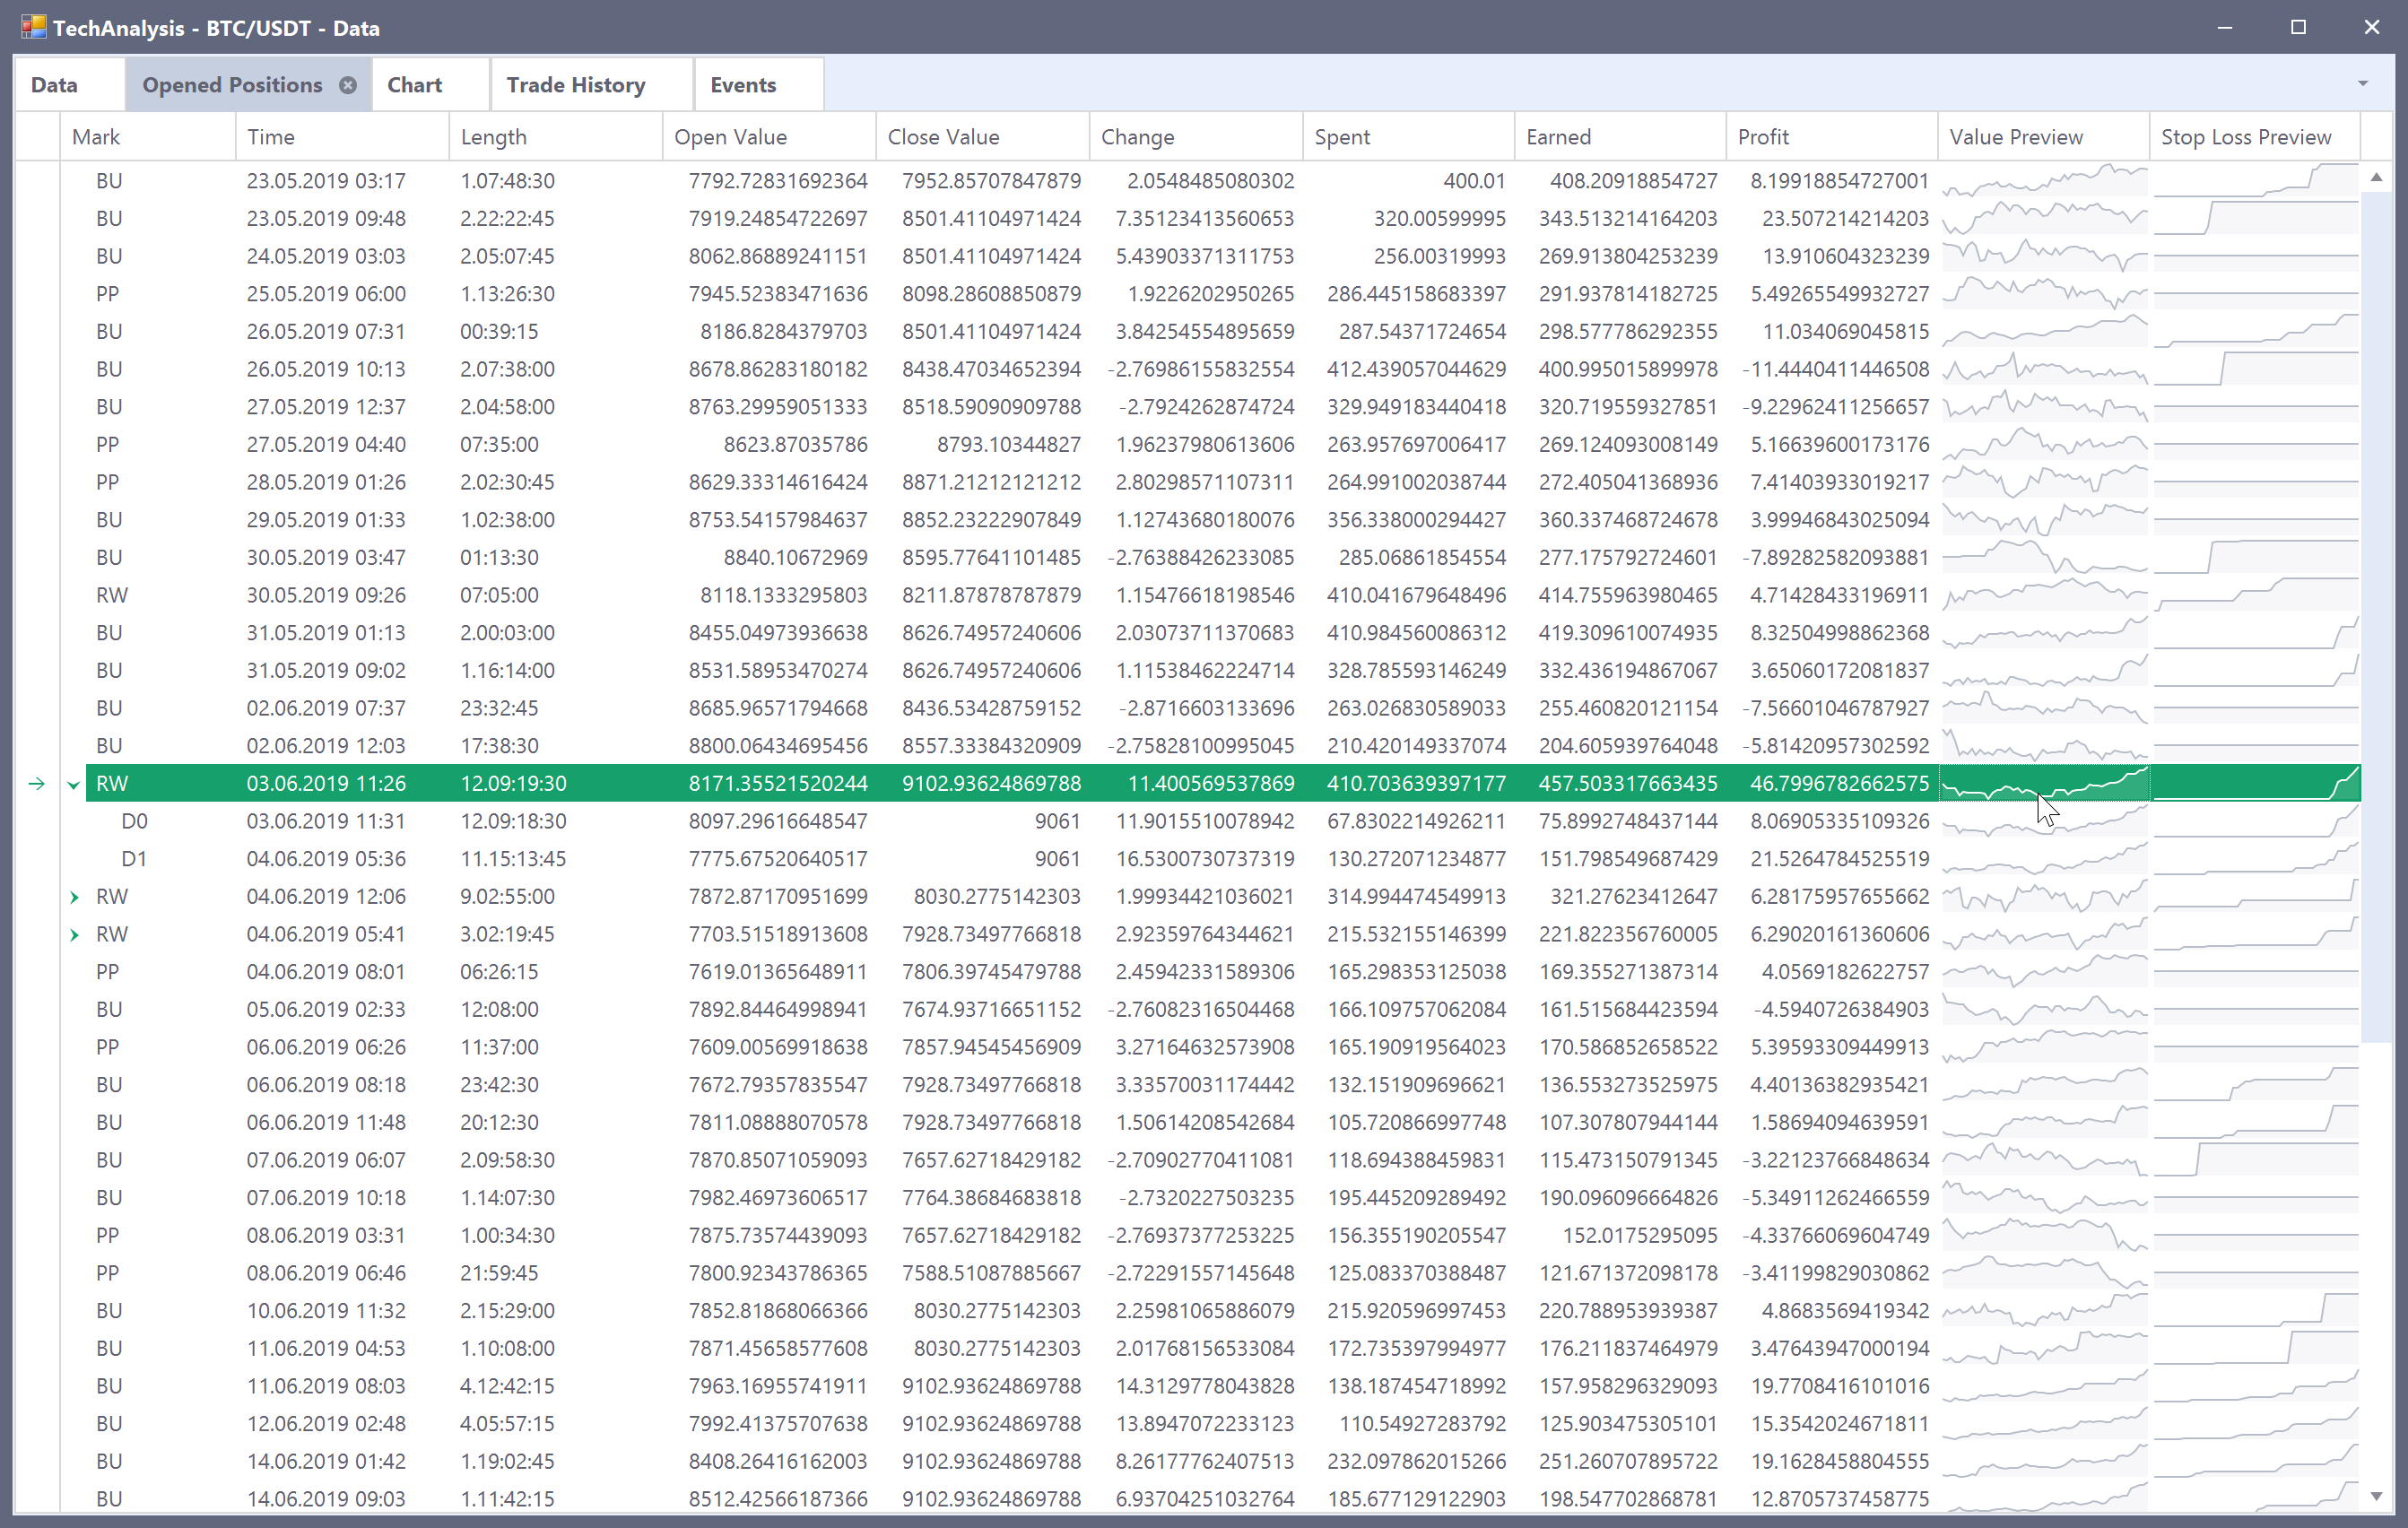 TechAnalysis - BTC/USDT - Data
Data Opened Positions Chart Trade History Events
Mark Time Length Open Value Close Value Change Spent Earned Profit Value Preview Stop Loss Preview
BU 23.05.2019 03:17 1.07:48:30 7792.72831692364 7952.85707847879 2.0548485080302 400.01 408.20918854727 8.19918854727001
BU 23.05.2019 09:48 2.22:22:45 7919.24854722697 8501.41104971424 7.35123413560653 320.00599995 343.513214164203 23.507214214203
BU 24.05.2019 03:03 2.05:07:45 8062.86889241151 8501.41104971424 5.43903371311753 256.00319993 269.913804253239 13.910604323239
PP 25.05.2019 06:00 1.13:26:30 7945.52383471636 8098.28608850879 1.9226202950265 286.445158683397 291.937814182725 5.49265549932727
BU 26.05.2019 07:31 00:39:15 8186.8284379703 8501.41104971424 3.84254554895659 287.54371724654 298.577786292355 11.034069045815
BU 26.05.2019 10:13 2.07:38:00 8678.86283180182 8438.47034652394 -2.76986155832554 412.439057044629 400.995015899978 -11.4440411446508
BU 27.05.2019 12:37 2.04:58:00 8763.29959051333 8518.59090909788 -2.7924262874724 329.949183440418 320.719559327851 -9.22962411256657
PP 27.05.2019 04:40 07:35:00 8623.87035786 8793.10344827 1.96237980613606 263.957697006417 269.124093008149 5.16639600173176
PP 28.05.2019 01:26 2.02:30:45 8629.33314616424 8871.21212121212 2.80298571107311 264.991002038744 272.405041368936 7.41403933019217
BU 29.05.2019 01:33 1.02:38:00 8753.54157984637 8852.23222907849 1.12743680180076 356.338000294427 360.337468724678 3.99946843025094
BU 30.05.2019 03:47 01:13:30 8840.10672969 8595.77641101485 -2.76388426233085 285.06861854554 277.175792724601 -7.89282582093881
RW 30.05.2019 09:26 07:05:00 8118.1333295803 8211.87878787879 1.15476618198546 410.041679648496 414.755963980465 4.71428433196911
BU 31.05.2019 01:13 2.00:03:00 8455.04973936638 8626.74957240606 2.03073711370683 410.984560086312 419.309610074935 8.32504998862368
BU 31.05.2019 09:02 1.16:14:00 8531.58953470274 8626.74957240606 1.11538462224714 328.785593146249 332.436194867067 3.65060172081837
BU 02.06.2019 07:37 23:32:45 8685.96571794668 8436.53428759152 -2.8716603133696 263.026830589033 255.460820121154 -7.56601046787927
BU 02.06.2019 12:03 17:38:30 8800.06434695456 8557.33384320909 -2.75828100995045 210.420149337074 204.605939764048 -5.81420957302592
RW 03.06.2019 11:26 12.09:19:30 8171.35521520244 9102.93624869788 11.400569537869 410.703639397177 457.503317663435 46.7996782662575
D0 03.06.2019 11:31 12.09:18:30 8097.29616648547 9061 11.9015510078942 67.8302214926211 75.8992748437144 8.06905335109326
D1 04.06.2019 05:36 11.15:13:45 7775.67520640517 9061 16.5300730737319 130.272071234877 151.798549687429 21.5264784525519
RW 04.06.2019 12:06 9.02:55:00 7872.87170951699 8030.2775142303 1.99934421036021 314.994474549913 321.27623412647 6.28175957655662
RW 04.06.2019 05:41 3.02:19:45 7703.51518913608 7928.73497766818 2.92359764344621 215.532155146399 221.822356760005 6.29020161360606
PP 04.06.2019 08:01 06:26:15 7619.01365648911 7806.39745479788 2.45942331589306 165.298353125038 169.355271387314 4.0569182622757
BU 05.06.2019 02:33 12:08:00 7892.84464998941 7674.93716651152 -2.76082316504468 166.109757062084 161.515684423594 -4.5940726384903
PP 06.06.2019 06:26 11:37:00 7609.00569918638 7857.94545456909 3.27164632573908 165.190919564023 170.586852658522 5.39593309449913
BU 06.06.2019 08:18 23:42:30 7672.79357835547 7928.73497766818 3.33570031174442 132.151909696621 136.553273525975 4.40136382935421
BU 06.06.2019 11:48 20:12:30 7811.08888070578 7928.73497766818 1.50614208542684 105.720866997748 107.307807944144 1.58694094639591
BU 07.06.2019 06:07 2.09:58:30 7870.85071059093 7657.62718429182 -2.70902770411081 118.694388459831 115.473150791345 -3.22123766848634
BU 07.06.2019 10:18 1.14:07:30 7982.46973606517 7764.38684683818 -2.7320227503235 195.445209289492 190.096096664826 -5.34911262466559
PP 08.06.2019 03:31 1.00:34:30 7875.73574439093 7657.62718429182 -2.76937377253225 156.355190205547 152.0175295095 -4.33766069604749
PP 08.06.2019 06:46 21:59:45 7800.92343786365 7588.51087885667 -2.72291557145648 125.083370388487 121.671372098178 -3.41199829030862
BU 10.06.2019 11:32 2.15:29:00 7852.81868066366 8030.2775142303 2.25981065886079 215.920596997453 220.788953939387 4.8683569419342
BU 11.06.2019 04:53 1.10:08:00 7871.45658577608 8030.2775142303 2.01768156533084 172.735397994977 176.211837464979 3.47643947000194
BU 11.06.2019 08:03 4.12:42:15 7963.16955741911 9102.93624869788 14.3129778043828 138.187454718992 157.958296329093 19.7708416101016
BU 12.06.2019 02:48 4.05:57:15 7992.41375707638 9102.93624869788 13.8947072233123 110.54927283792 125.903475305101 15.3542024671811
BU 14.06.2019 01:42 1.19:02:45 8408.26416162003 9102.93624869788 8.26177762407513 232.097862015266 251.260707895722 19.1628458804555
BU 14.06.2019 09:03 1.11:42:15 8512.42566187366 9102.93624869788 6.93704251032764 185.677129122903 198.547702868781 12.8705737458775